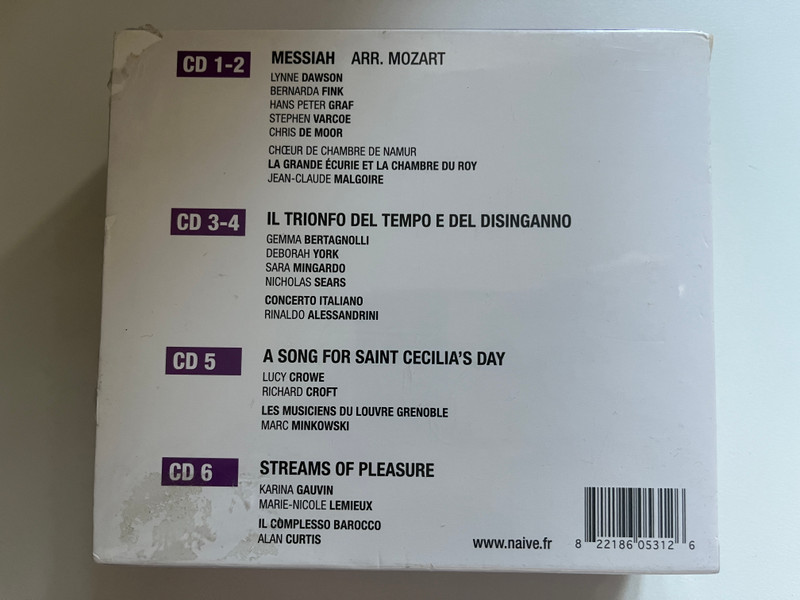 CD 1-2 MESSIAH ARR. MOZART
LYNNE DAWSON
BERNARDA FINK
HANS PETER GRAF
STEPHEN VARCOE
CHRIS DE MOOR
CHŒUR DE CHAMBRE DE NAMUR
LA GRANDE ÉCURIE ET LA CHAMBRE DU ROY
JEAN-CLAUDE MALGOIRE
CD 3-4 IL TRIONFO DEL TEMPO E DEL DISINGANNO
GEMMA BERTAGNOLLI
DEBORAH YORK
SARA MINGARDO
NICHOLAS SEARS
CONCERTO ITALIANO
RINALDO ALESSANDRINI
CD 5 A SONG FOR SAINT CECILIA'S DAY
LUCY CROWE
RICHARD CROFT
LES MUSICIENS DU LOUVRE GRENOBLE
MARC MINKOWSKI
CD 6 STREAMS OF PLEASURE
KARINA GAUVIN
MARIE-NICOLE LEMIEUX
IL COMPLESSO BAROCCO
ALAN CURTIS
www.naive.fr
8 22186 05312 6